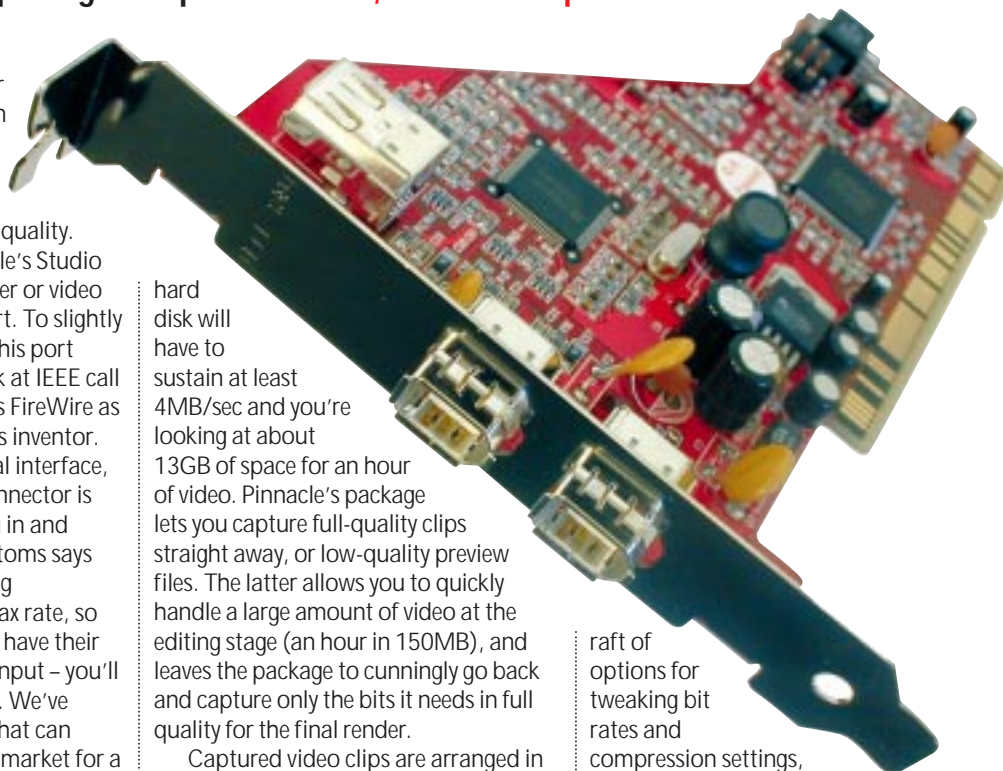 r
n
quality.
le's Studio
er or video
rt. To slightly
his port
k at IEEE call
s FireWire as
s inventor.
al interface,
nnector is
g in and
toms says
g
ax rate, so
have their
nput – you'll
. We've
hat can
market for a
hard
disk will
have to
sustain at least
4MB/sec and you're
looking at about
13GB of space for an hour
of video. Pinnacle's package
lets you capture full-quality clips
straight away, or low-quality preview
files. The latter allows you to quickly
handle a large amount of video at the
editing stage (an hour in 150MB), and
leaves the package to cunningly go back
and capture only the bits it needs in full
quality for the final render.
Captured video clips are arranged in
raft of
options for
tweaking bit
rates and
compression settings,